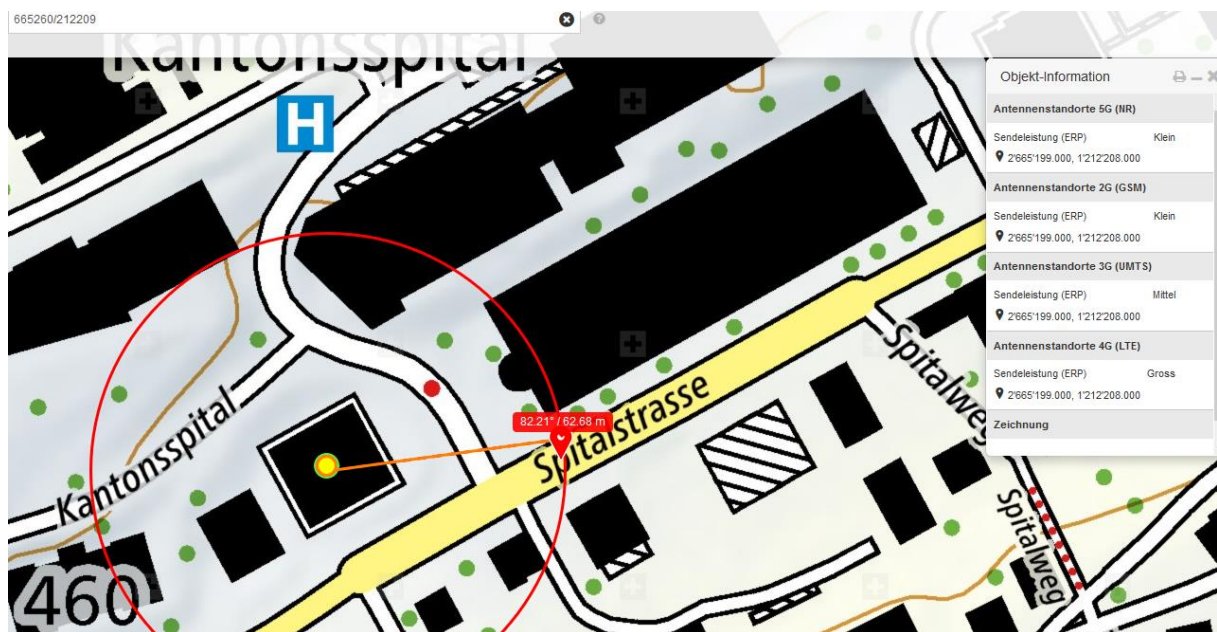 665260/212209
Kantonsspital
H
Objekt-Information
Antennenstandorte 5G (NR)
Sendeleistung (ERP) Klein
2'665'199.000, 1'212'208.000
Antennenstandorte 2G (GSM)
Sendeleistung (ERP) Klein
2'665'199.000, 1'212'208.000
Antennenstandorte 3G (UMTS)
Sendeleistung (ERP) Mittel
2'665'199.000, 1'212'208.000
Antennenstandorte 4G (LTE)
Sendeleistung (ERP) Gross
2'665'199.000, 1'212'208.000
Zeichnung
82.21° / 62.68 m
Spitalstrasse
Spitalweg
Kantonsspital
Spitalweg
460